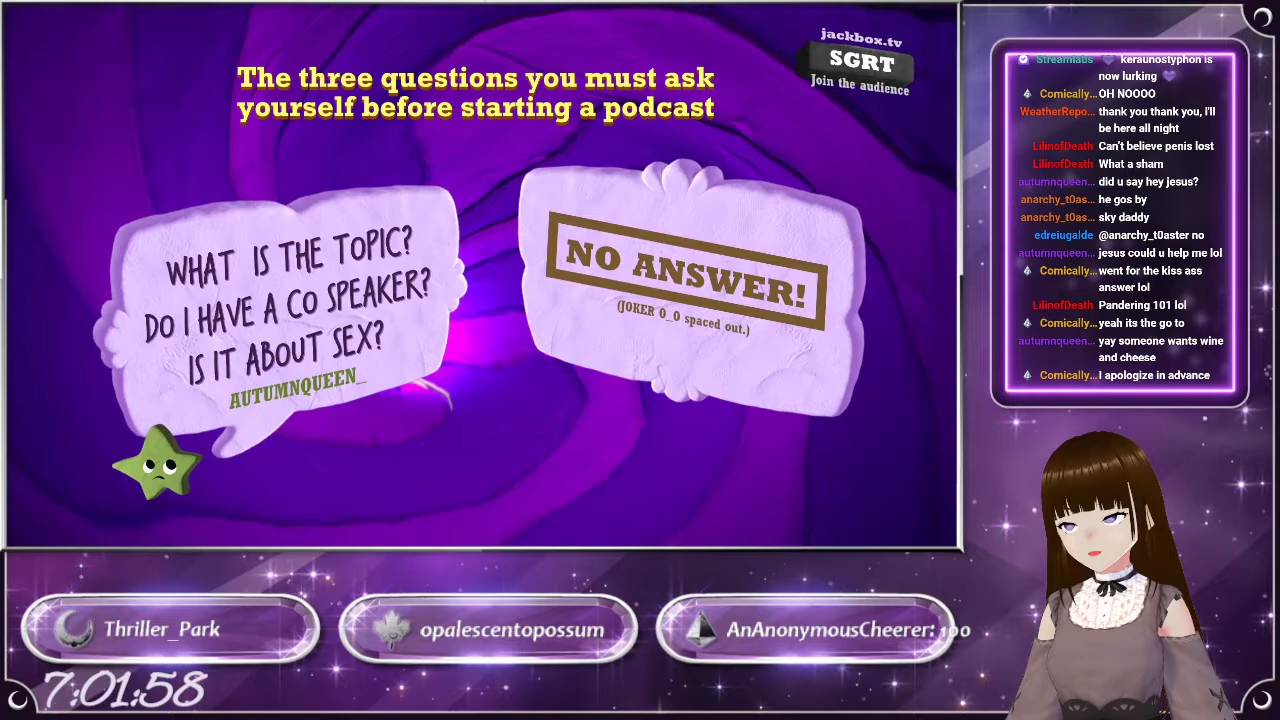 The three questions you must ask
yourself before starting a podcast
jackbox.tv
SGRT
Join the audience
WHAT IS THE TOPIC?
DO I HAVE A CO SPEAKER?
IS IT ABOUT SEX?
AUTUMNQUEEN_
NO ANSWER!
(JOKER 0_0 spaced out.)
Streamlabs keraunostyphon is
now lurking
Comically... OH NOOOO
WeatherRepo... thank you thank you, i'll
be here all night
LilinofDeath Can't believe penis lost
LilinofDeath What a sham
autumnqueen... did u say hey jesus?
anarchy_t0as... he gos by
anarchy_t0as... sky daddy
edreiugalde @anarchy_t0aster no
autumnqueen... jesus could u help me lol
Comically... went for the kiss ass
answer lol
LilinofDeath Pandering 101 lol
Comically... yeah its the go to
autumnqueen... yay someone wants wine
and cheese
Comically... I apologize in advance
Thriller_Park
opalescentopossum
AnAnonymousCheerer: 100
7:01:58